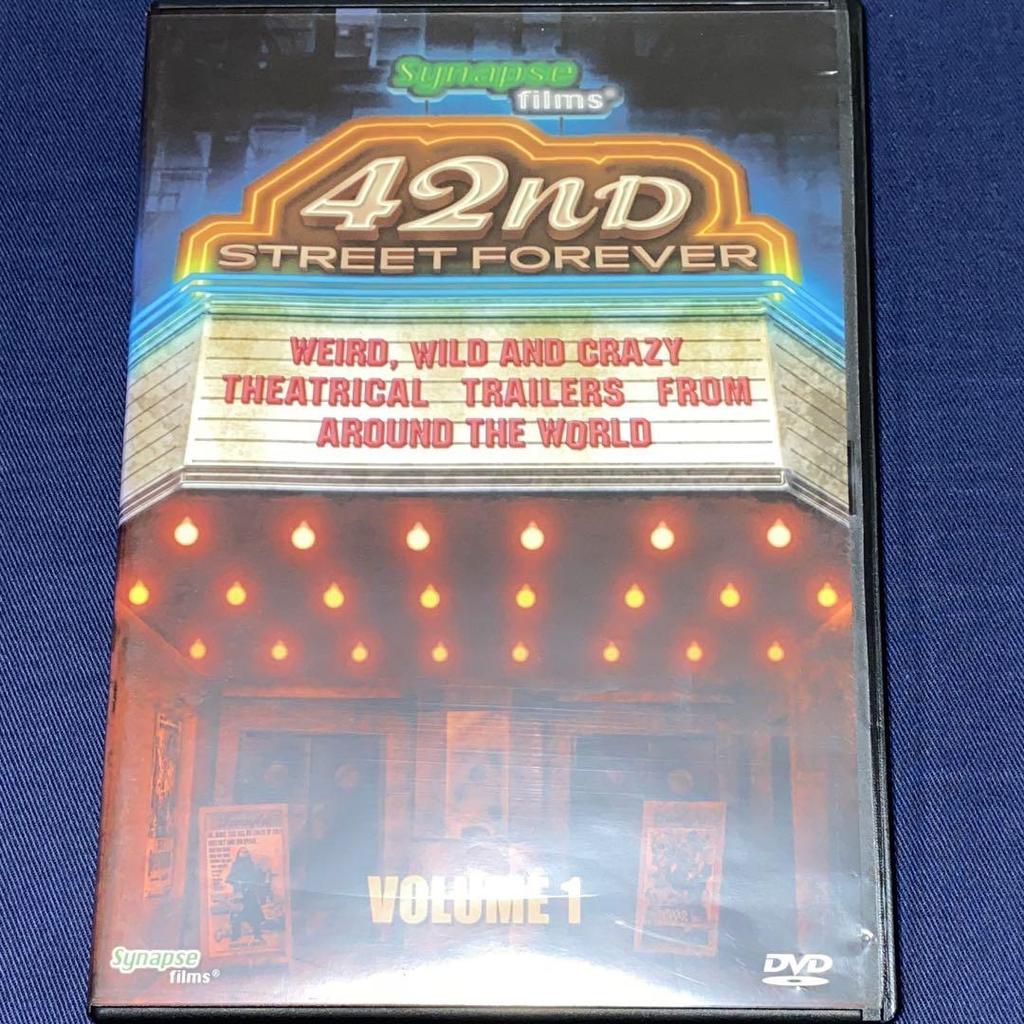 Synapse
films®
42ND
STREET FOREVER
WEIRD, WILD AND CRAZY
THEATRICAL TRAILERS FROM
AROUND THE WORLD
VOLUME 1
Synapse
films®
DVD